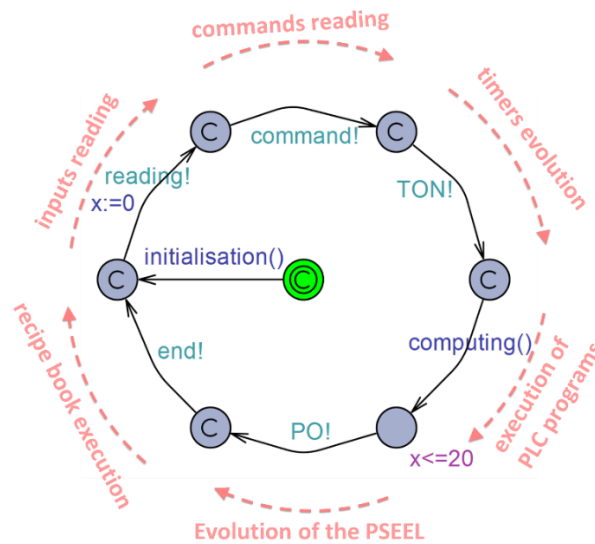 commands reading
inputs reading
timers evolution
C
C
command!
reading!
x:=0
TON!
initialisation()
C
C
C
recipe book execution
end!
computing()
execution of
PLC programs
C
PO!
x<=20
Evolution of the PSEEL